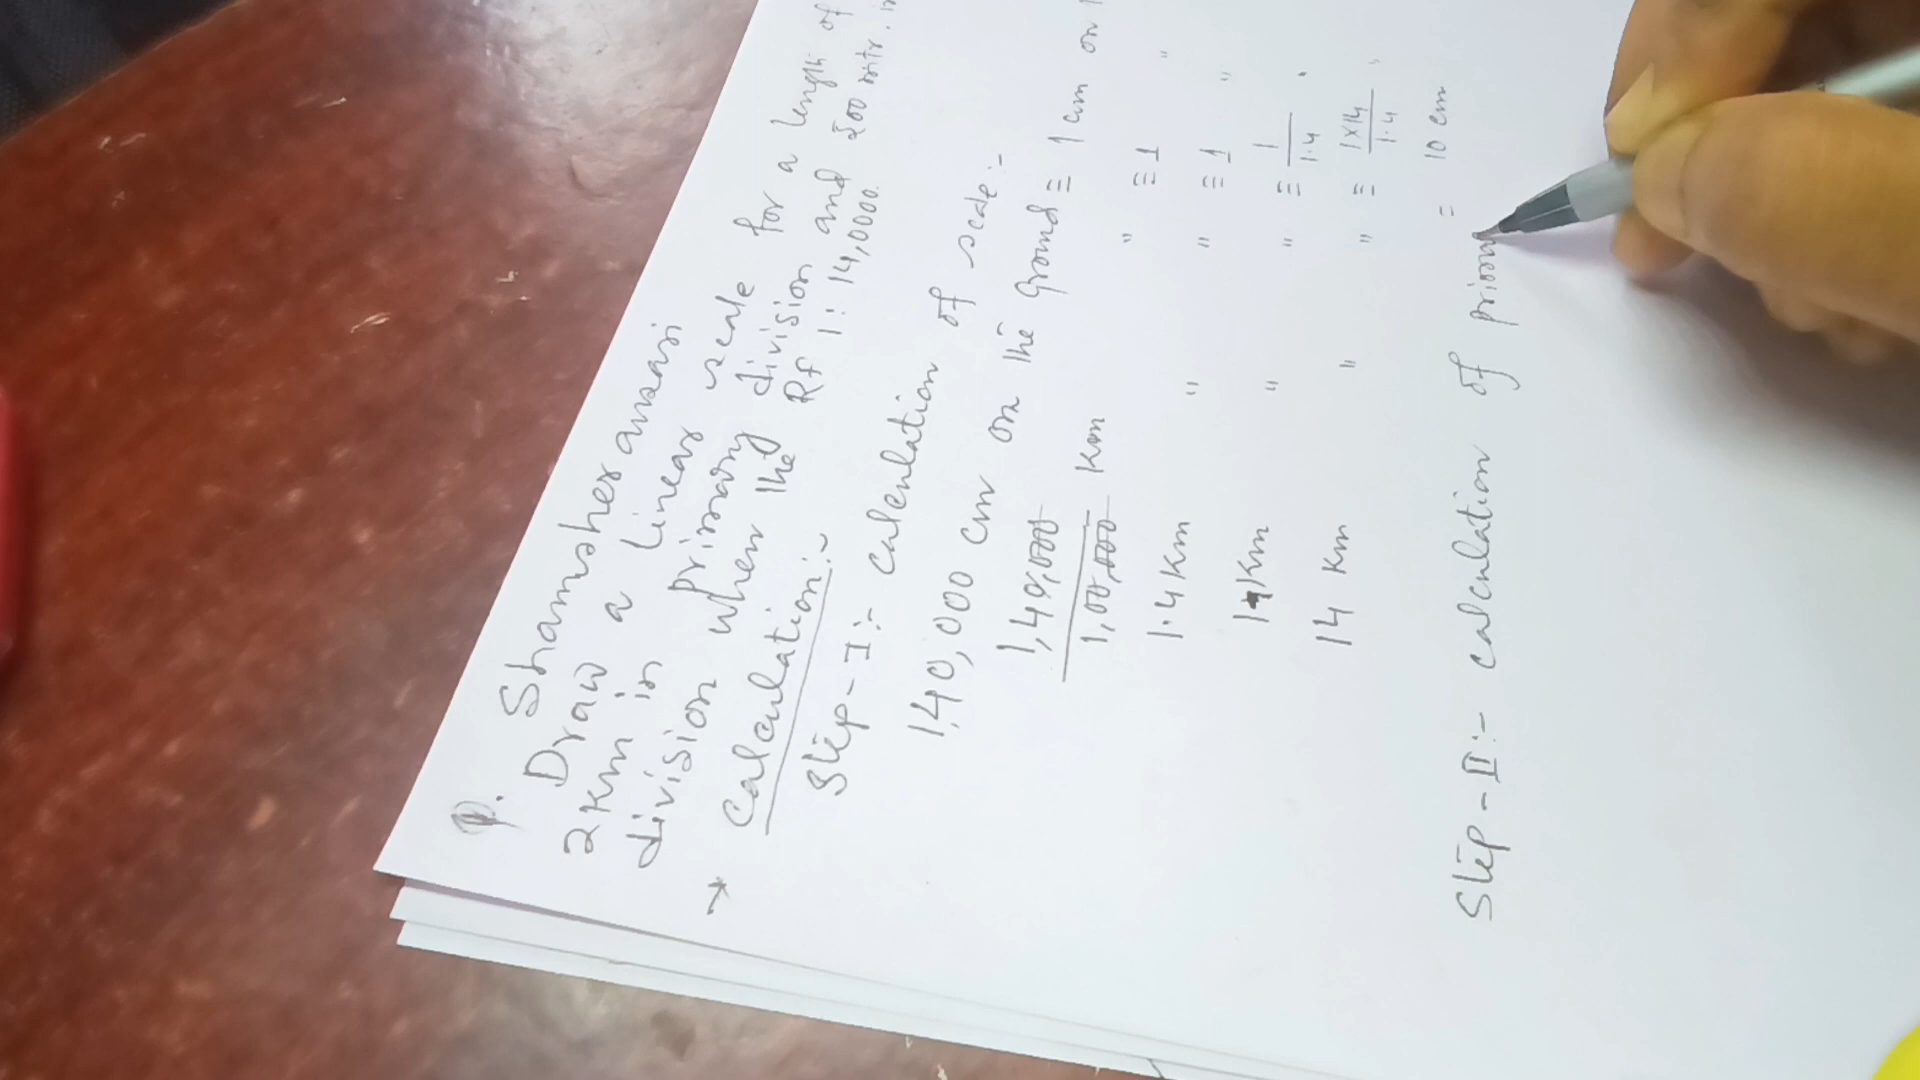 Shamsher ansari
Draw a Linear scale for a length of
2 Km in primary division and 200 mtr. in
division when the Rf 1: 14,0000.
→ Calculation:-
Step-I:- calculation of scale:-
1,40,000 cm on the Ground ≡ 1 cm on
1,40,000 / 1,00,000 Km " ≡ 1 "
1.4 Km " " ≡ 1 "
1 Km " " ≡ 1/1.4 "
14 Km " " ≡ 1×14/1.4 "
= 10 cm
Step-II:- calculation of prim